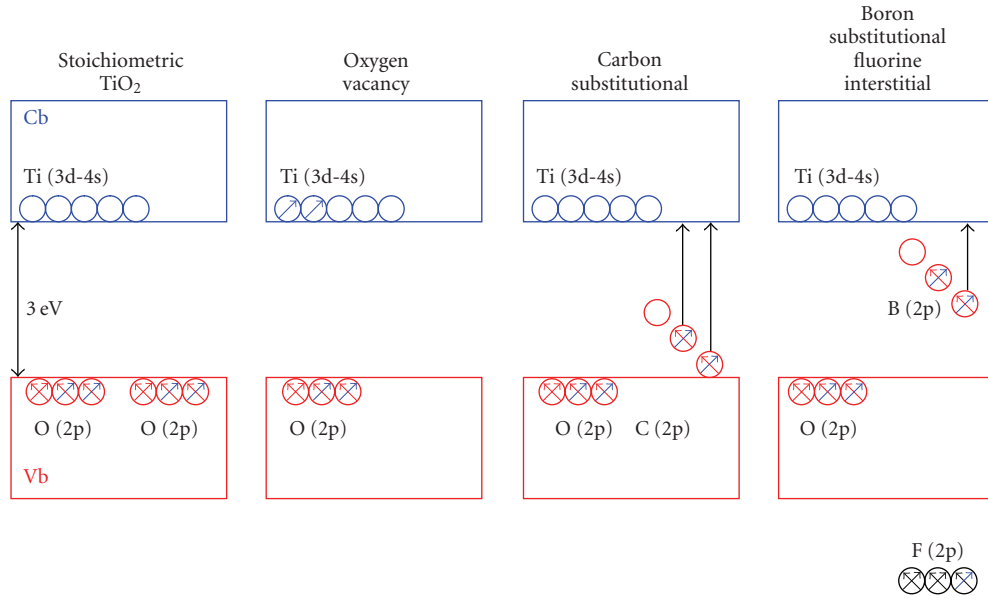 Stoichiometric
TiO₂
Oxygen
vacancy
Carbon
substitutional
Boron
substitutional
fluorine
interstitial
Cb
Ti (3d-4s)
Ti (3d-4s)
Ti (3d-4s)
Ti (3d-4s)
3 eV
B (2p)
O (2p)
O (2p)
O (2p)
O (2p)
C (2p)
O (2p)
Vb
F (2p)